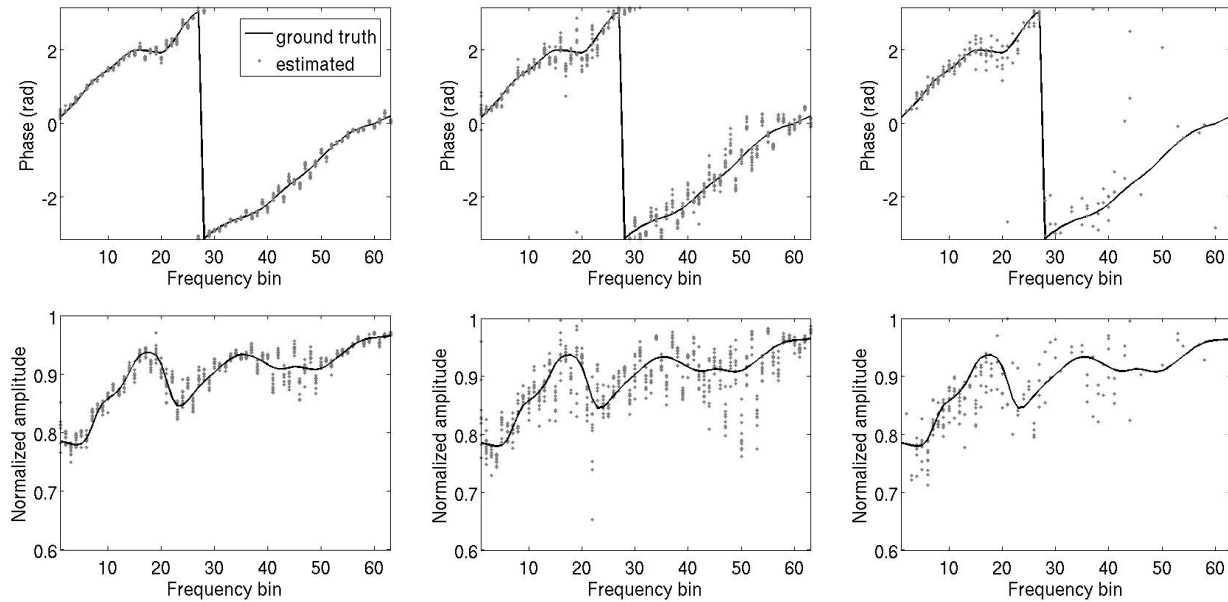 ground truth
estimated
2
0
-2
Phase (rad)
10 20 30 40 50 60
Frequency bin
2
0
-2
Phase (rad)
10 20 30 40 50 60
Frequency bin
2
0
-2
Phase (rad)
10 20 30 40 50 60
Frequency bin
1
0.9
0.8
0.7
0.6
Normalized amplitude
10 20 30 40 50 60
Frequency bin
1
0.9
0.8
0.7
0.6
Normalized amplitude
10 20 30 40 50 60
Frequency bin
1
0.9
0.8
0.7
0.6
Normalized amplitude
10 20 30 40 50 60
Frequency bin